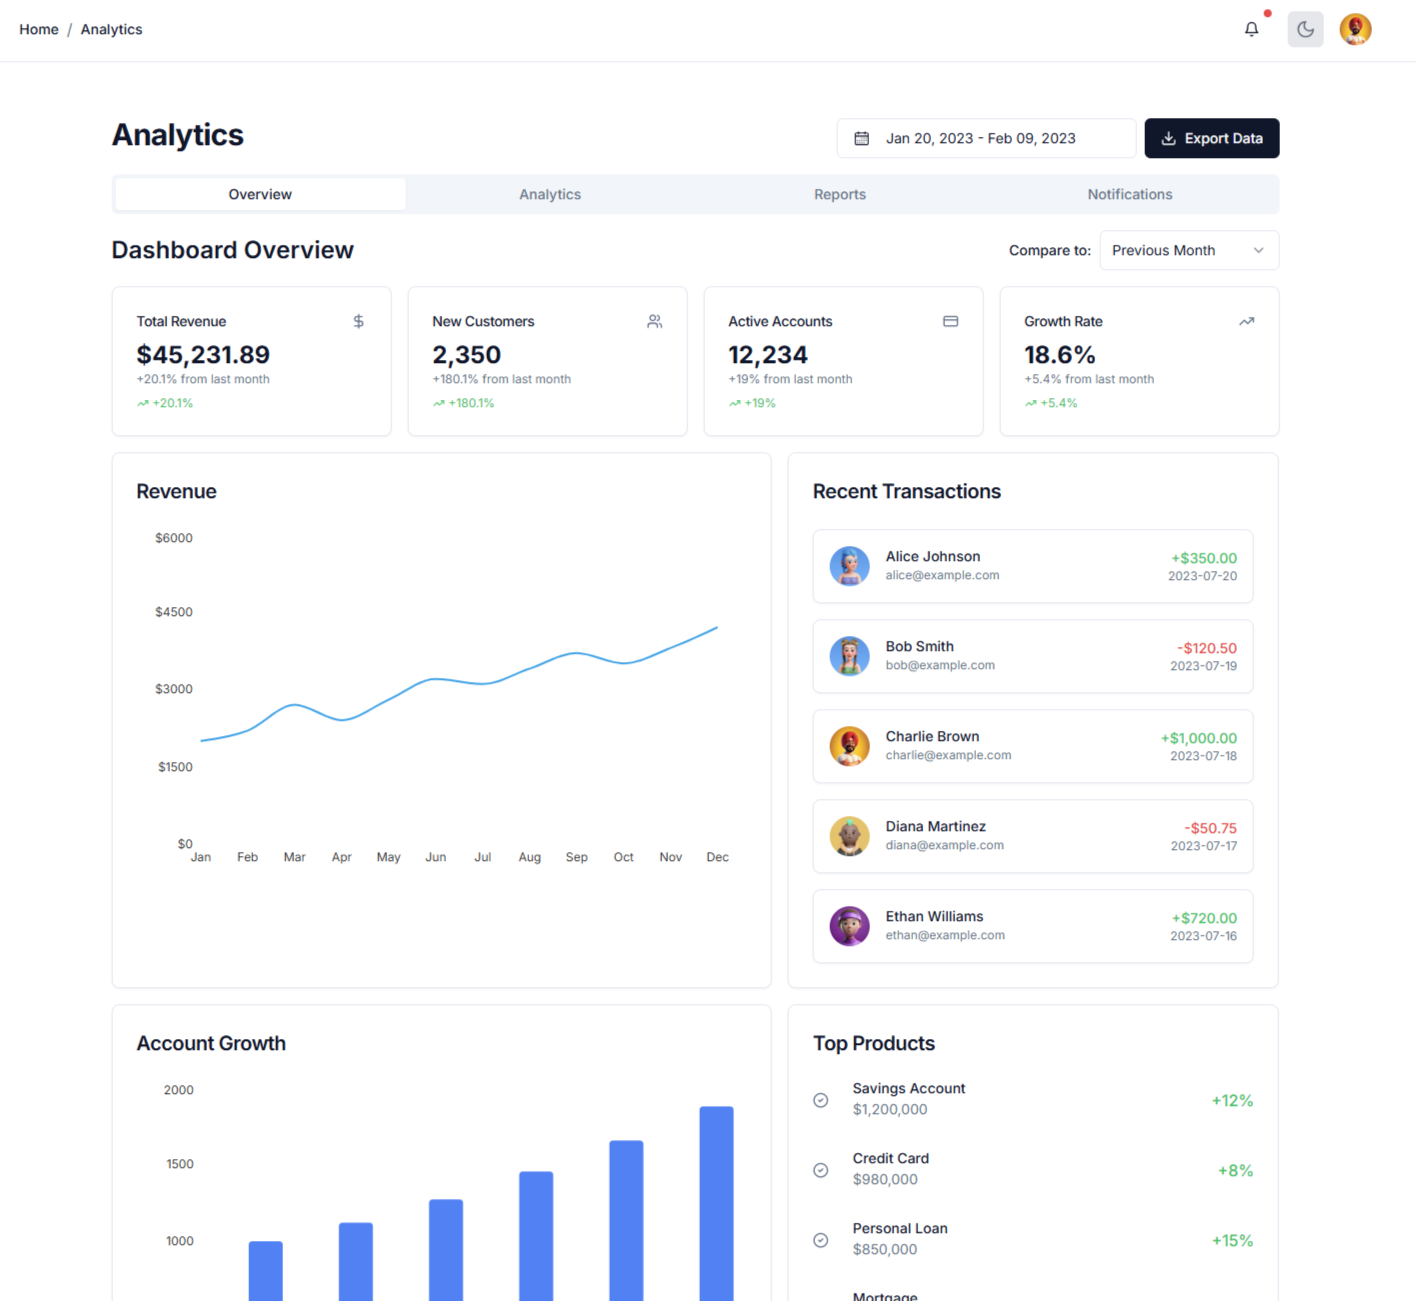 Home / Analytics
Analytics
Jan 20, 2023 - Feb 09, 2023
Export Data
Overview
Analytics
Reports
Notifications
Dashboard Overview
Compare to:
Previous Month
Total Revenue
$45,231.89
+20.1% from last month
+20.1%
New Customers
2,350
+180.1% from last month
+180.1%
Active Accounts
12,234
+19% from last month
+19%
Growth Rate
18.6%
+5.4% from last month
+5.4%
Revenue
$6000
$4500
$3000
$1500
$0
Jan Feb Mar Apr May Jun Jul Aug Sep Oct Nov Dec
Recent Transactions
Alice Johnson
alice@example.com
+$350.00
2023-07-20
Bob Smith
bob@example.com
-$120.50
2023-07-19
Charlie Brown
charlie@example.com
+$1,000.00
2023-07-18
Diana Martinez
diana@example.com
-$50.75
2023-07-17
Ethan Williams
ethan@example.com
+$720.00
2023-07-16
Account Growth
2000
1500
1000
Top Products
Savings Account
$1,200,000
+12%
Credit Card
$980,000
+8%
Personal Loan
$850,000
+15%
Mortgage